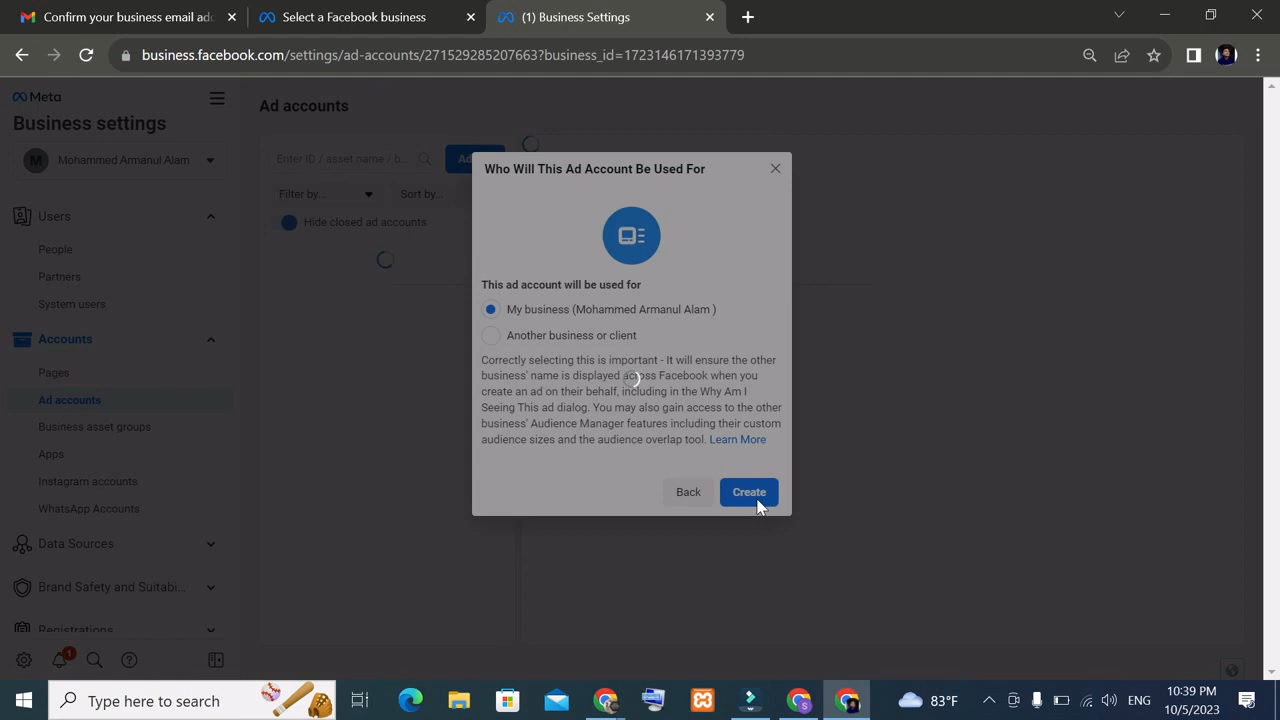 Confirm your business email ad
Select a Facebook business
(1) Business Settings
business.facebook.com/settings/ad-accounts/271529285207663?business_id=1723146171393779
Meta
Business settings
M
Mohammed Armanul Alam
Users
People
Partners
System users
Accounts
Pages
Ad accounts
Business asset groups
Apps
Instagram accounts
WhatsApp Accounts
Data Sources
Brand Safety and Suitabi...
Registrations
1
Ad accounts
Enter ID / asset name / b...
Ad
Filter by...
Sort by...
Hide closed ad accounts
Who Will This Ad Account Be Used For
This ad account will be used for
My business (Mohammed Armanul Alam )
Another business or client
Correctly selecting this is important - It will ensure the other
business' name is displayed across Facebook when you
create an ad on their behalf, including in the Why Am I
Seeing This ad dialog. You may also gain access to the other
business' Audience Manager features including their custom
audience sizes and the audience overlap tool. Learn More
Back
Create
Type here to search
83°F
ENG
10:39 PM
10/5/2023